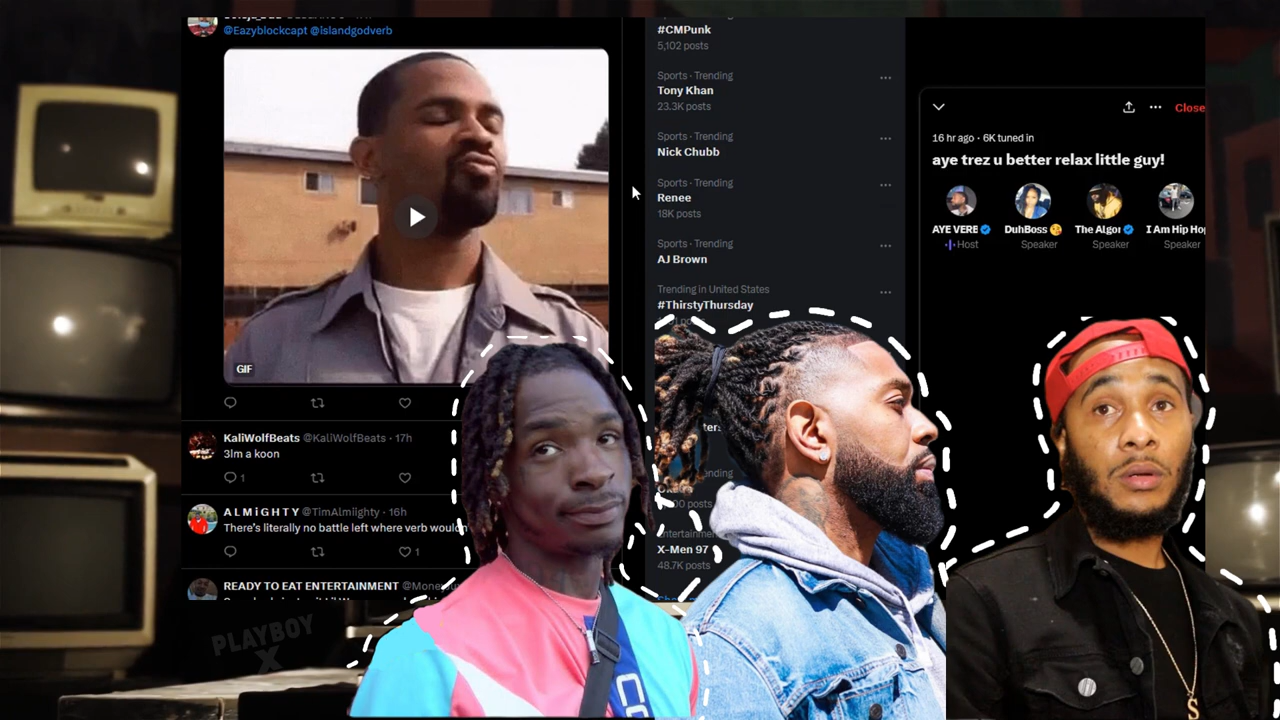 @Eazyblockcapt @islandgodverb
GIF
KaliWolfBeats @KaliWolfBeats · 17h
3lm a koon
1
ALMiGHTY @TimAlmiighty · 16h
There's literally no battle left where verb
1
READY TO EAT ENTERTAINMENT
#CMPunk
5,102 posts
Sports · Trending
Tony Khan
23.3K posts
Sports · Trending
Nick Chubb
Sports · Trending
Renee
18K posts
Sports · Trending
AJ Brown
Trending in United States
#ThirstyThursday
X-Men 97
48.7K posts
Close
16 hr ago · 6K tuned in
aye trez u better relax little guy!
AYE VERB DuhBoss The Algor I Am Hip Hop
Host Speaker Speaker Speaker
PLAYBOY
X
S